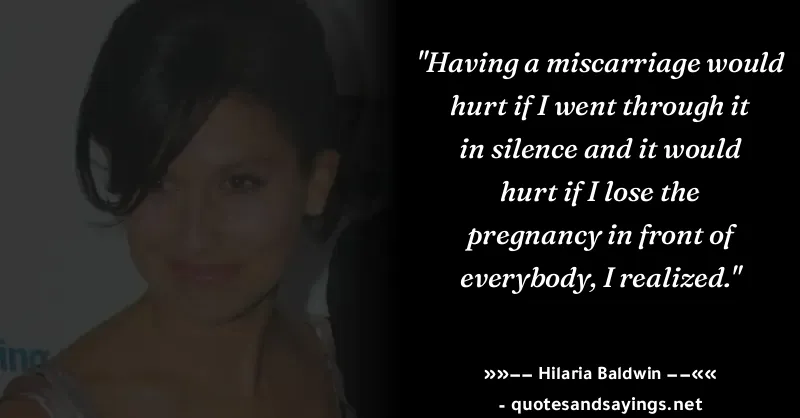 "Having a miscarriage would
hurt if I went through it
in silence and it would
hurt if I lose the
pregnancy in front of
everybody, I realized."
»»–– Hilaria Baldwin ––««
- quotesandsayings.net
ing